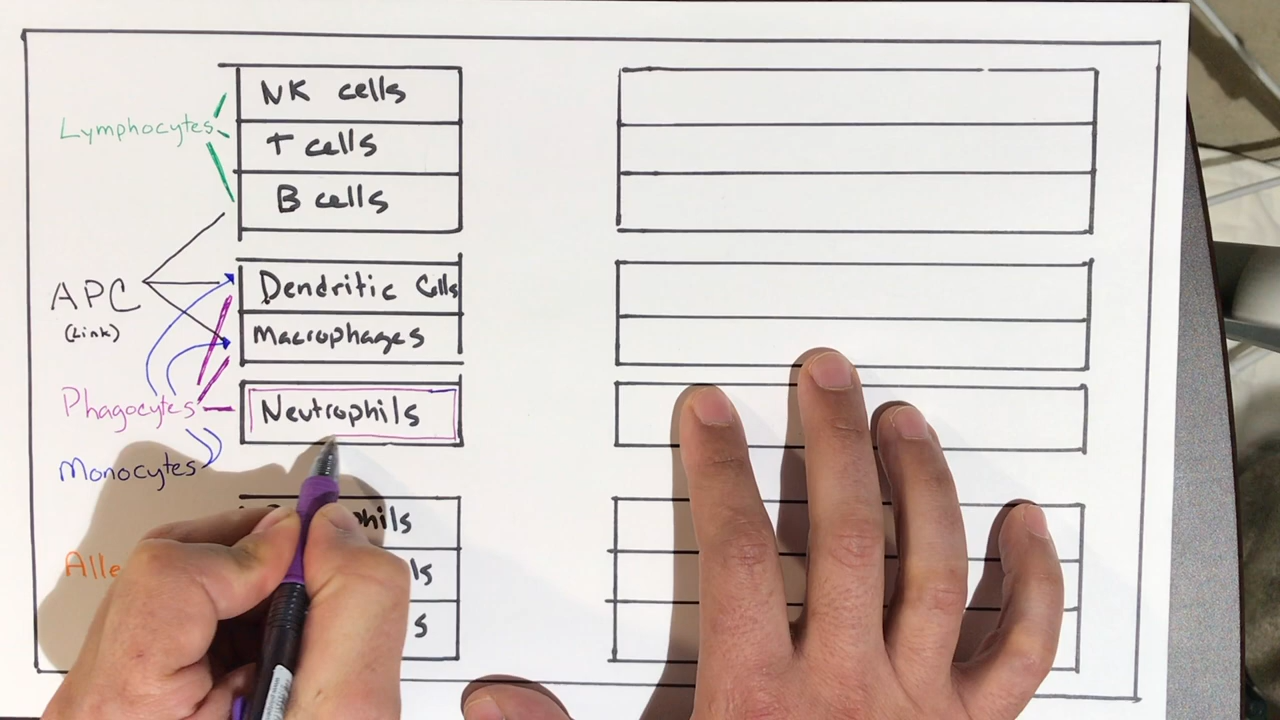 Lymphocytes
NK cells
T cells
B cells
APC
(Link)
Dendritic Cells
Macrophages
Phagocytes
Neutrophils
Monocytes